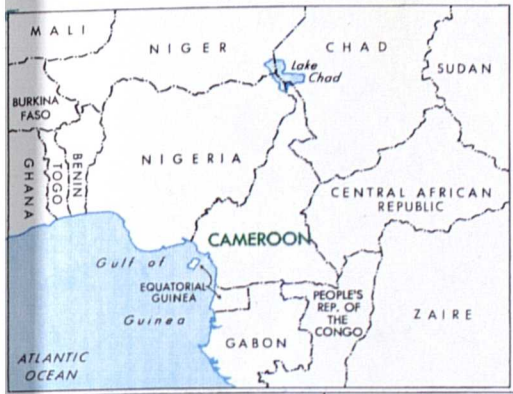 MALI
NIGER
CHAD
Lake
Chad
SUDAN
BURKINA
FASO
GHANA
TOGO
BENIN
NIGERIA
CENTRAL AFRICAN
REPUBLIC
CAMEROON
Gulf of
EQUATORIAL
GUINEA
Guinea
PEOPLE'S
REP. OF
THE
CONGO
ZAIRE
GABON
ATLANTIC
OCEAN